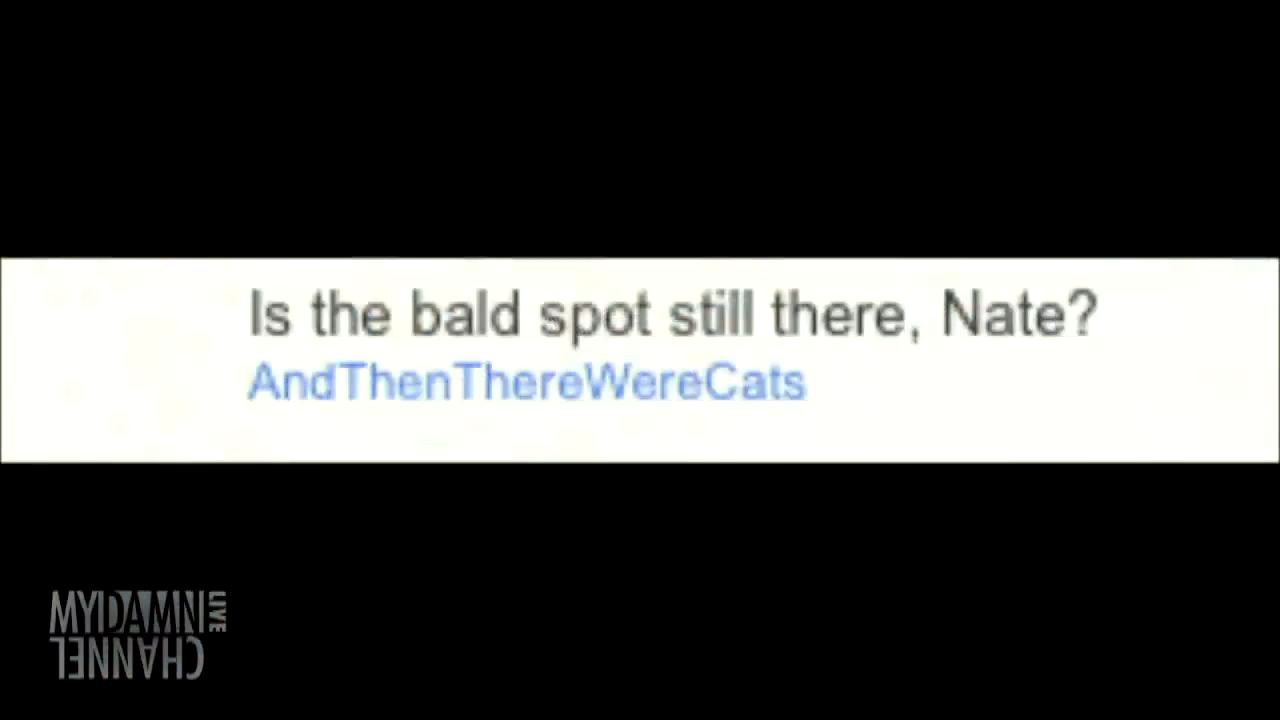 Is the bald spot still there, Nate?
AndThenThereWereCats
MYDAMN LIVE
CHANNEL